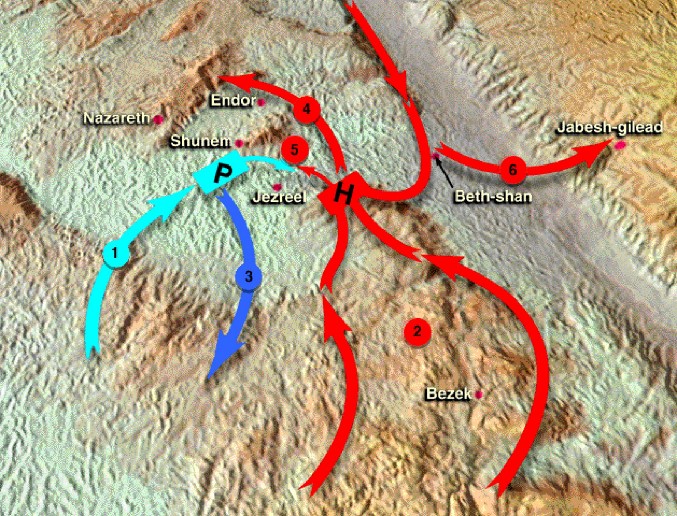 Endor
4
Nazareth
Jabesh-gilead
Shunem
5
6
P
H
Jezreel
Beth-shan
1
3
2
Bezek